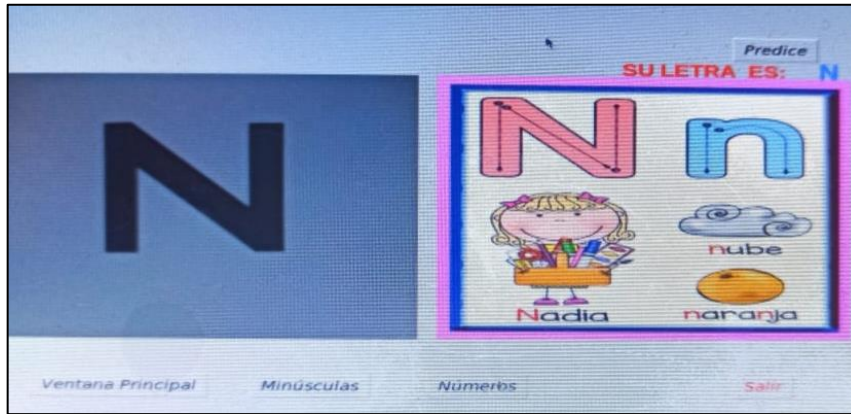 Predice
SU LETRA ES: N
N
N n
nube
Nadia naranja
Ventana Principal Minúsculas Números Salir